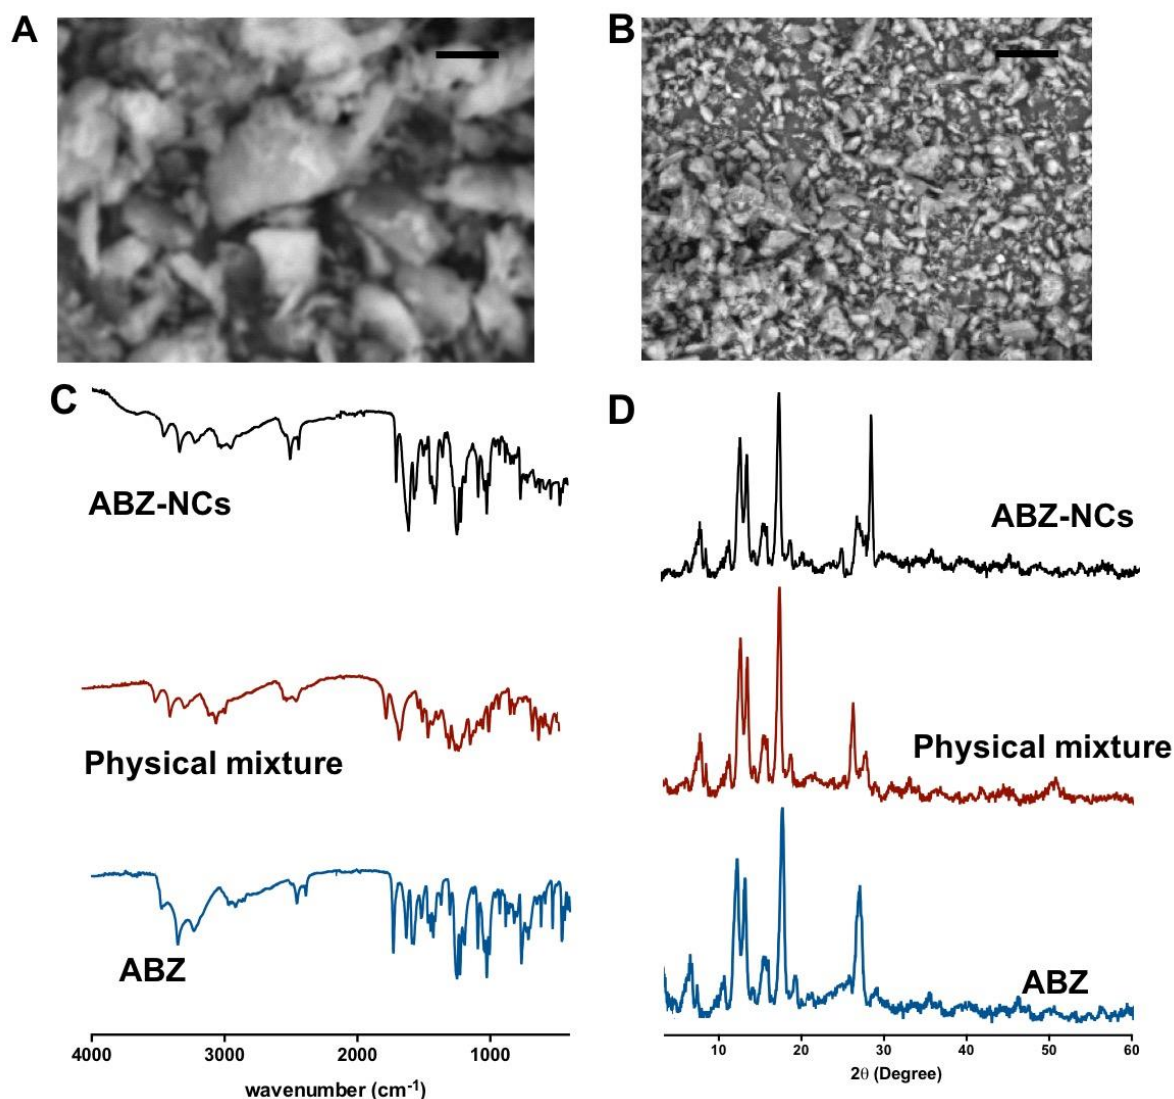 A
B
C
ABZ-NCs
Physical mixture
ABZ
4000
3000
2000
1000
wavenumber (cm⁻¹)
D
ABZ-NCs
Physical mixture
ABZ
10
20
30
40
50
60
2θ (Degree)